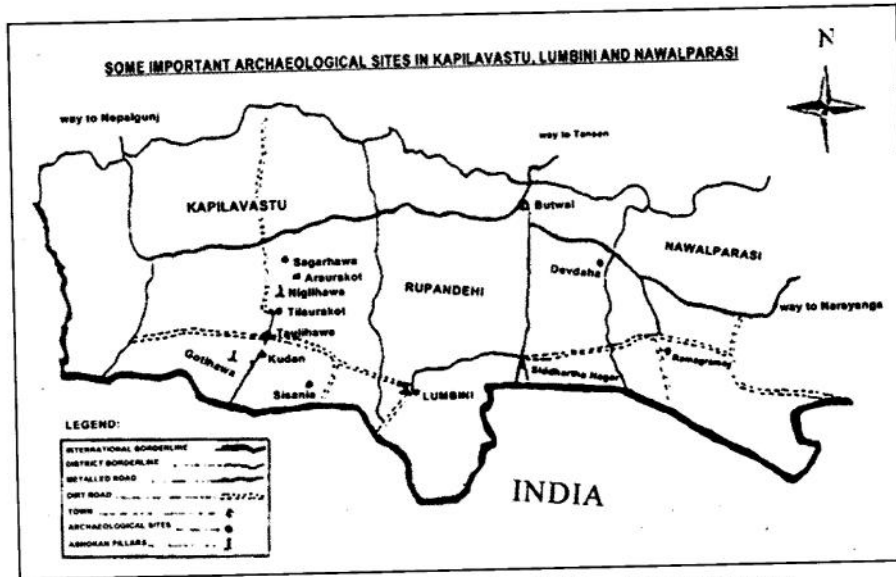 SOME IMPORTANT ARCHAEOLOGICAL SITES IN KAPILAVASTU, LUMBINI AND NAWALPARASI
N
way to Nepalgunj
way to Tansen
KAPILAVASTU
Butwal
NAWALPARASI
Sagarhawa
Araurakot
Devdaha
Niglihawa
RUPANDEHI
Tilaurakot
way to Narayanga
Taulihawa
Gotihawa
Kudan
Ramagrama
Siddhartha Nagar
Sisania
LUMBINI
LEGEND:
INTERNATIONAL BORDERLINE
DISTRICT BORDERLINE
METALLED ROAD
DIRT ROAD
TOWN
ARCHAEOLOGICAL SITES
ASHOKAN PILLARS
INDIA